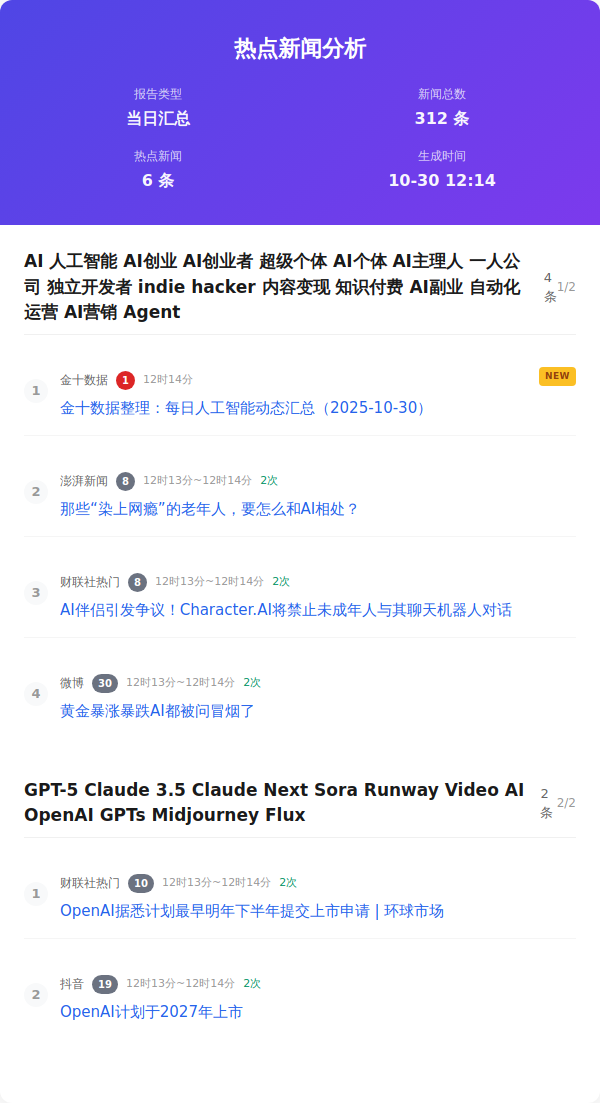 热点新闻分析
报告类型 新闻总数
当日汇总 312 条
热点新闻 生成时间
6 条 10-30 12:14
AI 人工智能 AI创业 AI创业者 超级个体 AI个体 AI主理人 一人公
司 独立开发者 indie hacker 内容变现 知识付费 AI副业 自动化
运营 AI营销 Agent
4
条
1/2
1
金十数据 1 12时14分 NEW
金十数据整理：每日人工智能动态汇总（2025-10-30）
2
澎湃新闻 8 12时13分~12时14分 2次
那些“染上网瘾”的老年人，要怎么和AI相处？
3
财联社热门 8 12时13分~12时14分 2次
AI伴侣引发争议！Character.AI将禁止未成年人与其聊天机器人对话
4
微博 30 12时13分~12时14分 2次
黄金暴涨暴跌AI都被问冒烟了
GPT-5 Claude 3.5 Claude Next Sora Runway Video AI
OpenAI GPTs Midjourney Flux
2
条
2/2
1
财联社热门 10 12时13分~12时14分 2次
OpenAI据悉计划最早明年下半年提交上市申请 | 环球市场
2
抖音 19 12时13分~12时14分 2次
OpenAI计划于2027年上市